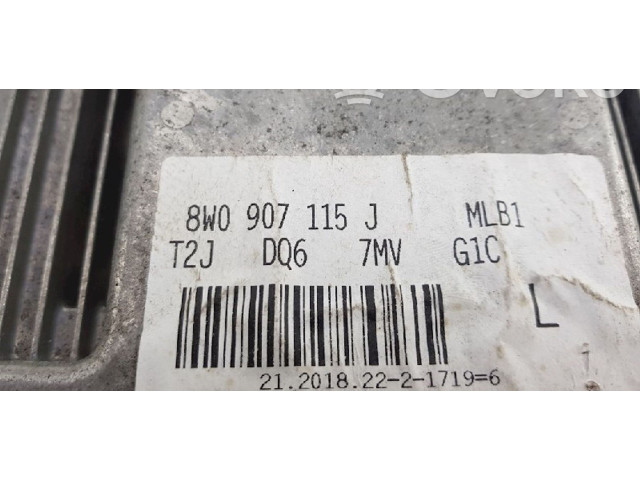 8W0 907 115 J MLB1
T2J DQ6 7MV G1C
L
21.2018.22-2-1719=6